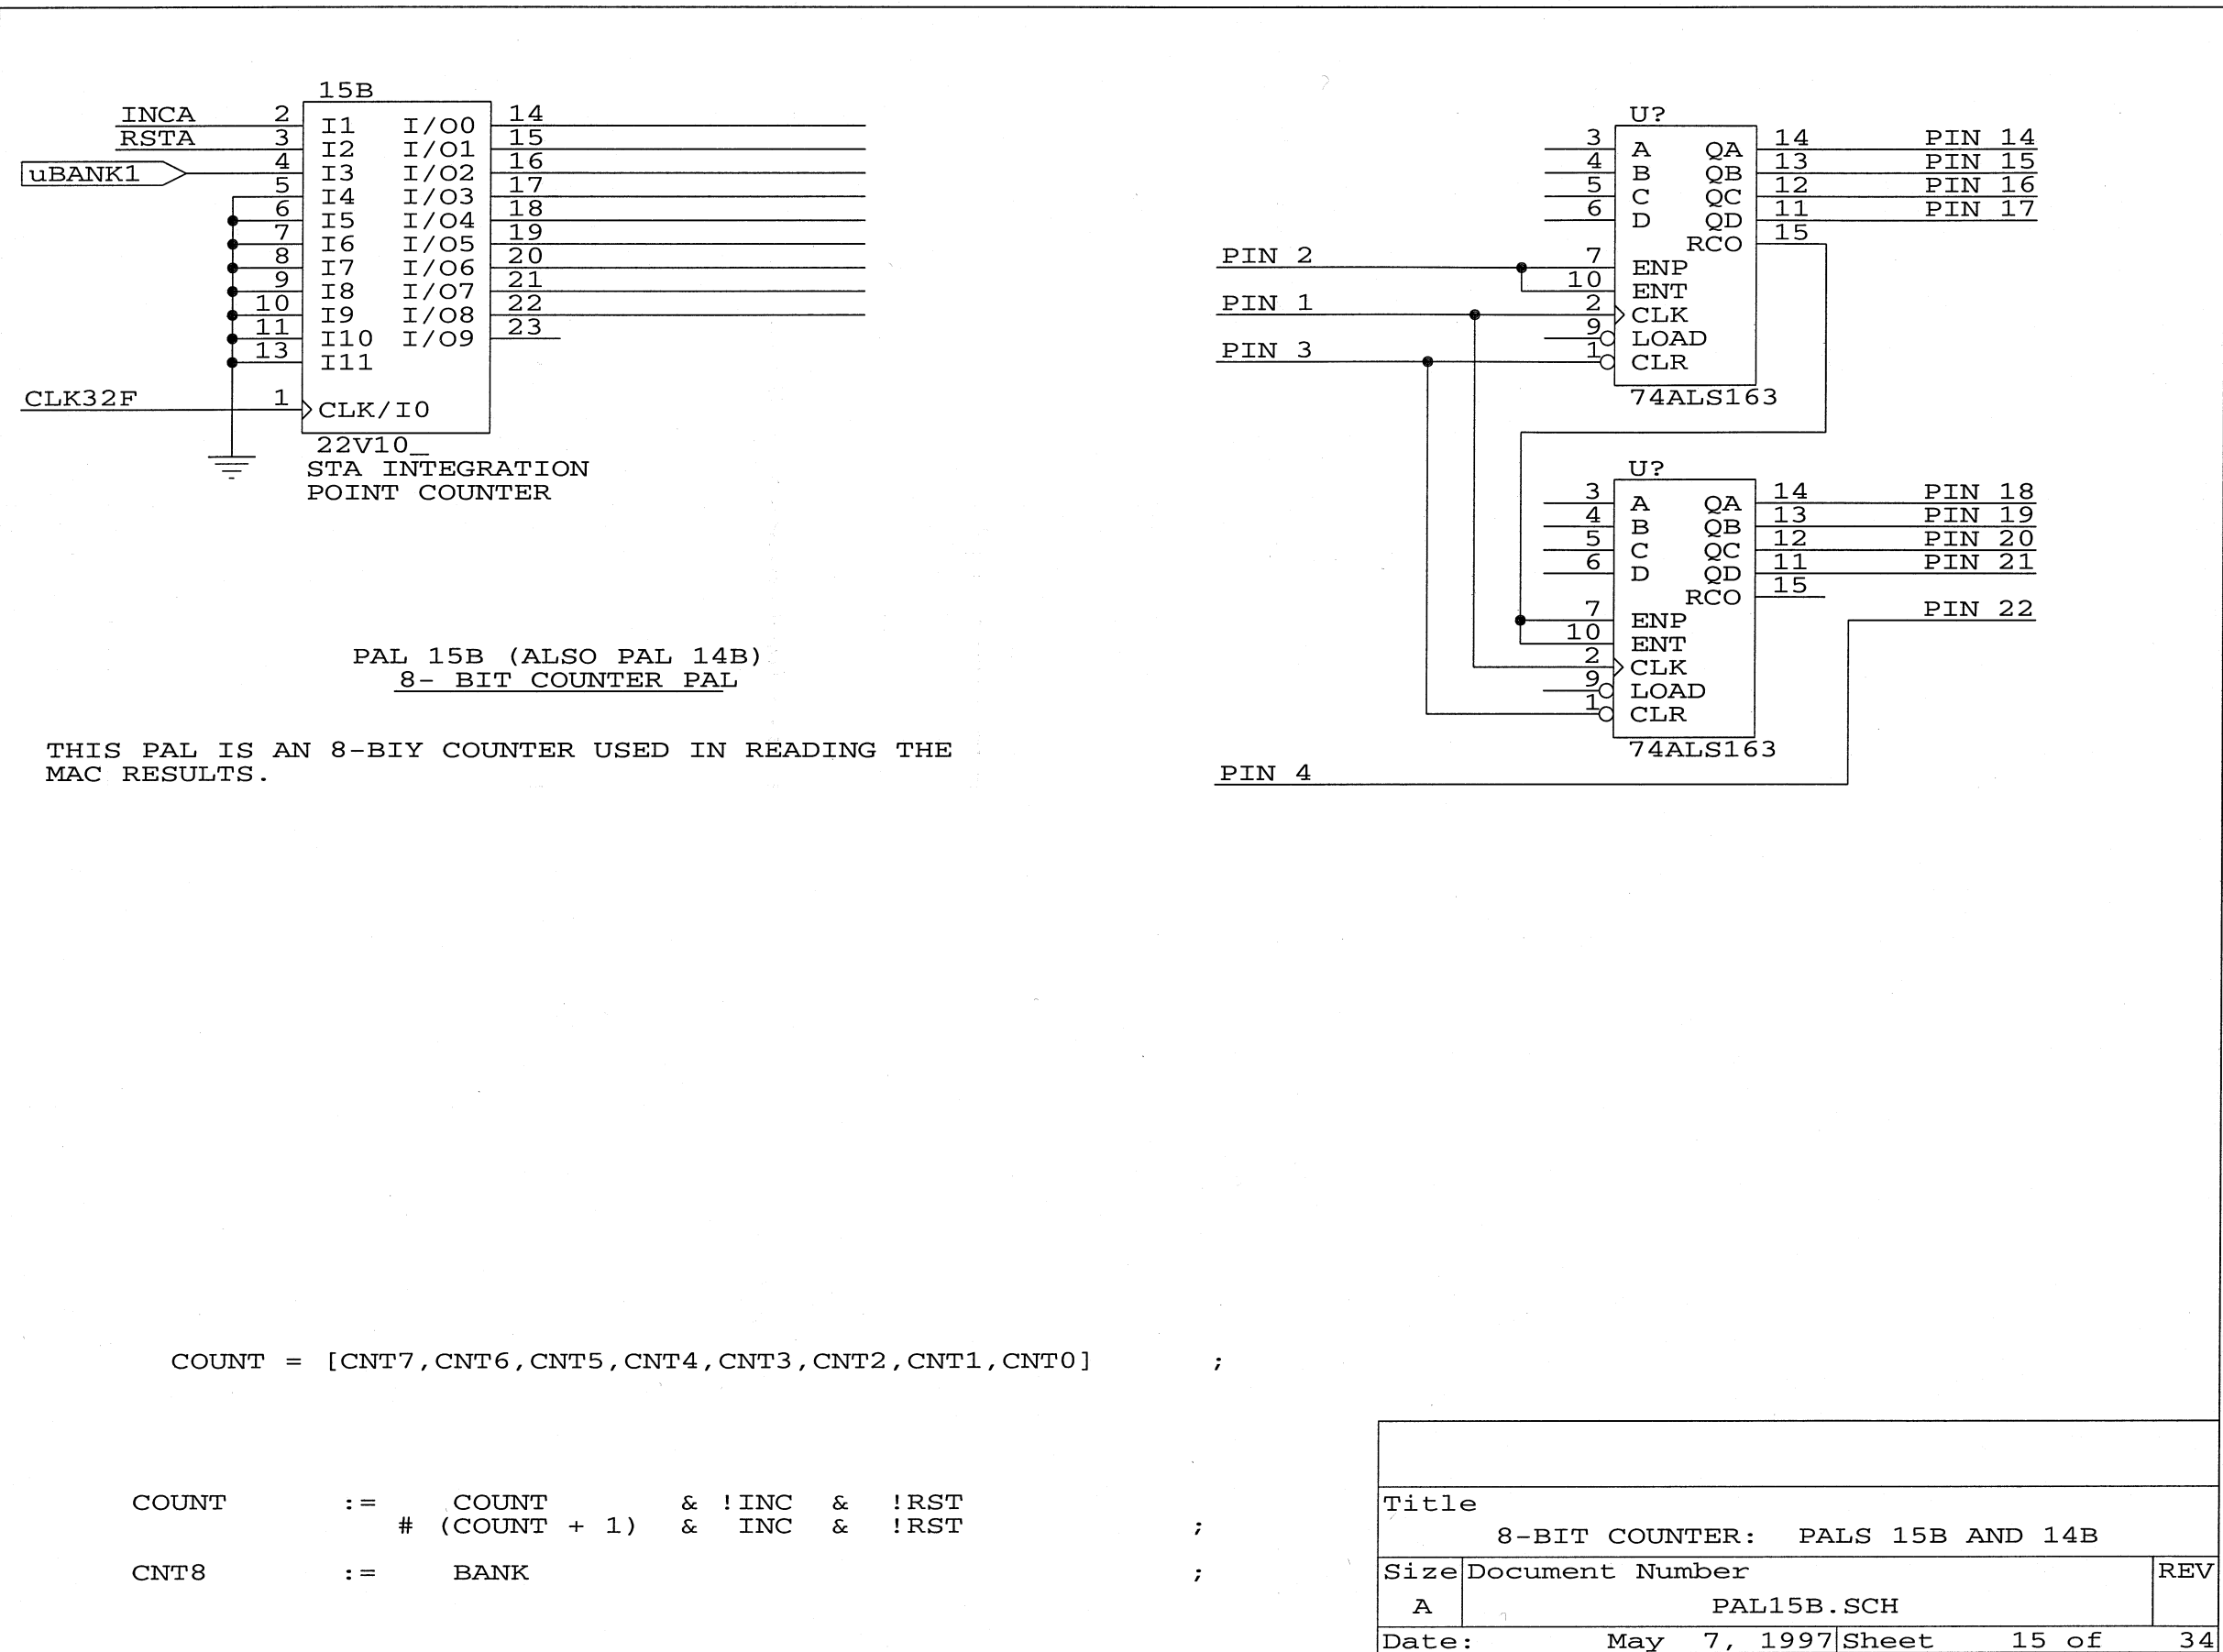 15B
INCA 2 I1 I/O0 14
RSTA 3 I2 I/O1 15
uBANK1 4 I3 I/O2 16
5 I4 I/O3 17
6 I5 I/O4 18
7 I6 I/O5 19
8 I7 I/O6 20
9 I8 I/O7 21
10 I9 I/O8 22
11 I10 I/O9 23
13 I11
CLK32F 1 CLK/I0
22V10_
STA INTEGRATION
POINT COUNTER
U?
3 A QA 14 PIN 14
4 B QB 13 PIN 15
5 C QC 12 PIN 16
6 D QD 11 PIN 17
RCO 15
PIN 2 7 ENP
10 ENT
PIN 1 2 CLK
9 LOAD
PIN 3 1 CLR
74ALS163
U?
3 A QA 14 PIN 18
4 B QB 13 PIN 19
5 C QC 12 PIN 20
6 D QD 11 PIN 21
RCO 15
7 ENP PIN 22
10 ENT
2 CLK
9 LOAD
1 CLR
74ALS163
PIN 4
PAL 15B (ALSO PAL 14B)
8- BIT COUNTER PAL
THIS PAL IS AN 8-BIY COUNTER USED IN READING THE
MAC RESULTS.
COUNT = [CNT7,CNT6,CNT5,CNT4,CNT3,CNT2,CNT1,CNT0] ;
COUNT := COUNT & !INC & !RST
# (COUNT + 1) & INC & !RST ;
CNT8 := BANK ;
Title
8-BIT COUNTER: PALS 15B AND 14B
Size Document Number REV
A PAL15B.SCH
Date: May 7, 1997 Sheet 15 of 34